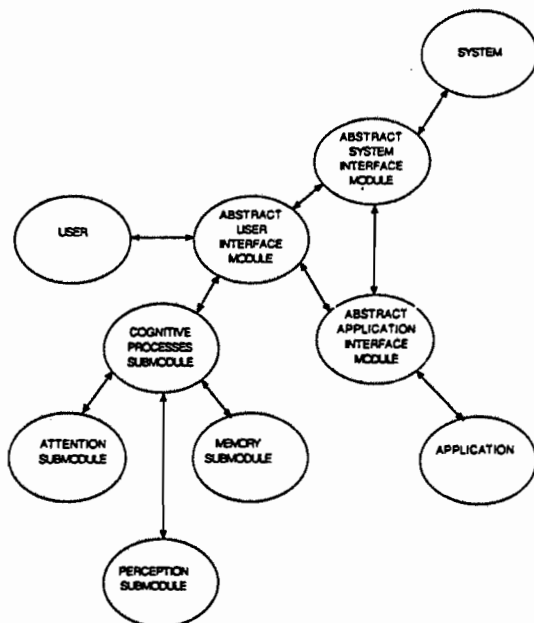 SYSTEM
ABSTRACT
SYSTEM
INTERFACE
MODULE
ABSTRACT
USER
INTERFACE
MODULE
USER
ABSTRACT
APPLICATION
INTERFACE
MODULE
COGNITIVE
PROCESSES
SUBMODULE
ATTENTION
SUBMODULE
MEMORY
SUBMODULE
APPLICATION
PERCEPTION
SUBMODULE